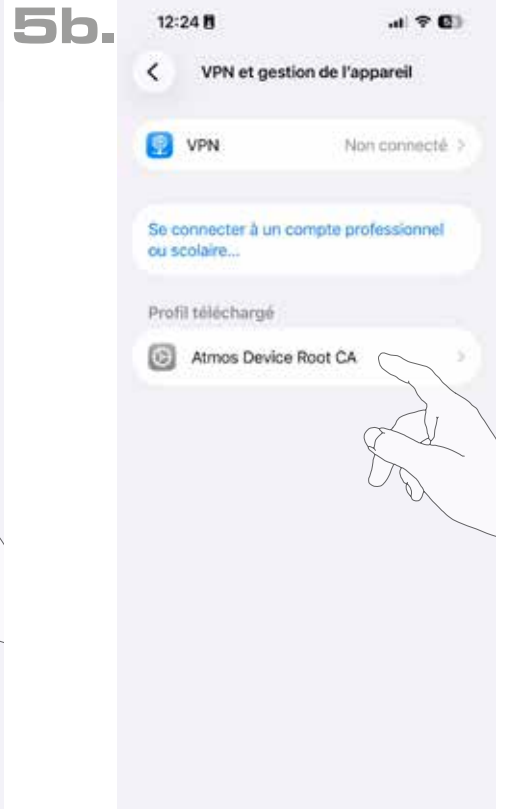 5b.
12:24
VPN et gestion de l'appareil
VPN Non connecté
Se connecter à un compte professionnel
ou scolaire...
Profil téléchargé
Atmos Device Root CA